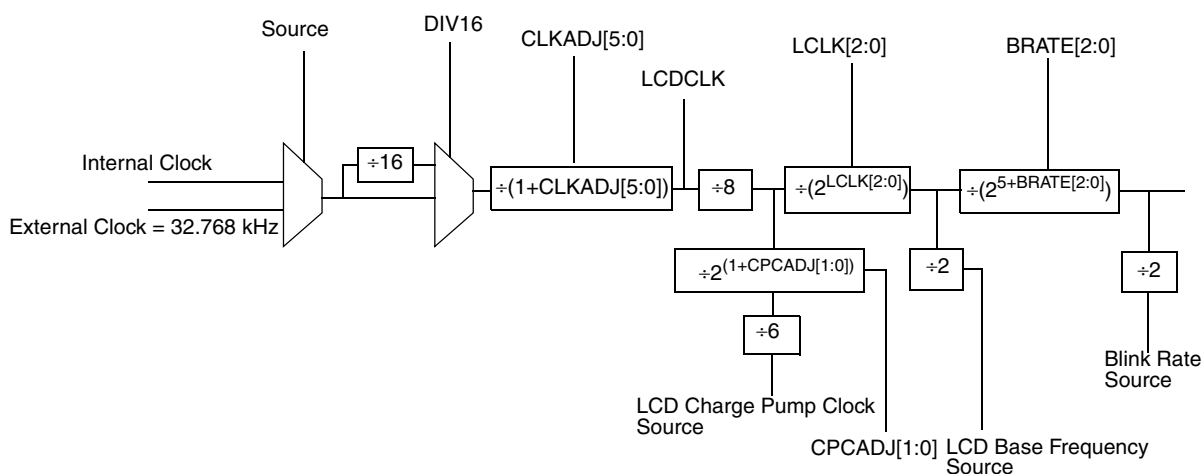 Source
DIV16
CLKADJ[5:0]
LCDCLK
LCLK[2:0]
BRATE[2:0]
Internal Clock
External Clock = 32.768 kHz
÷16
÷(1+CLKADJ[5:0])
÷8
÷(2^LCLK[2:0])
÷(2^5+BRATE[2:0])
÷2^(1+CPCADJ[1:0])
÷2
÷2
÷6
Blink Rate
Source
LCD Charge Pump Clock
Source
CPCADJ[1:0]
LCD Base Frequency
Source